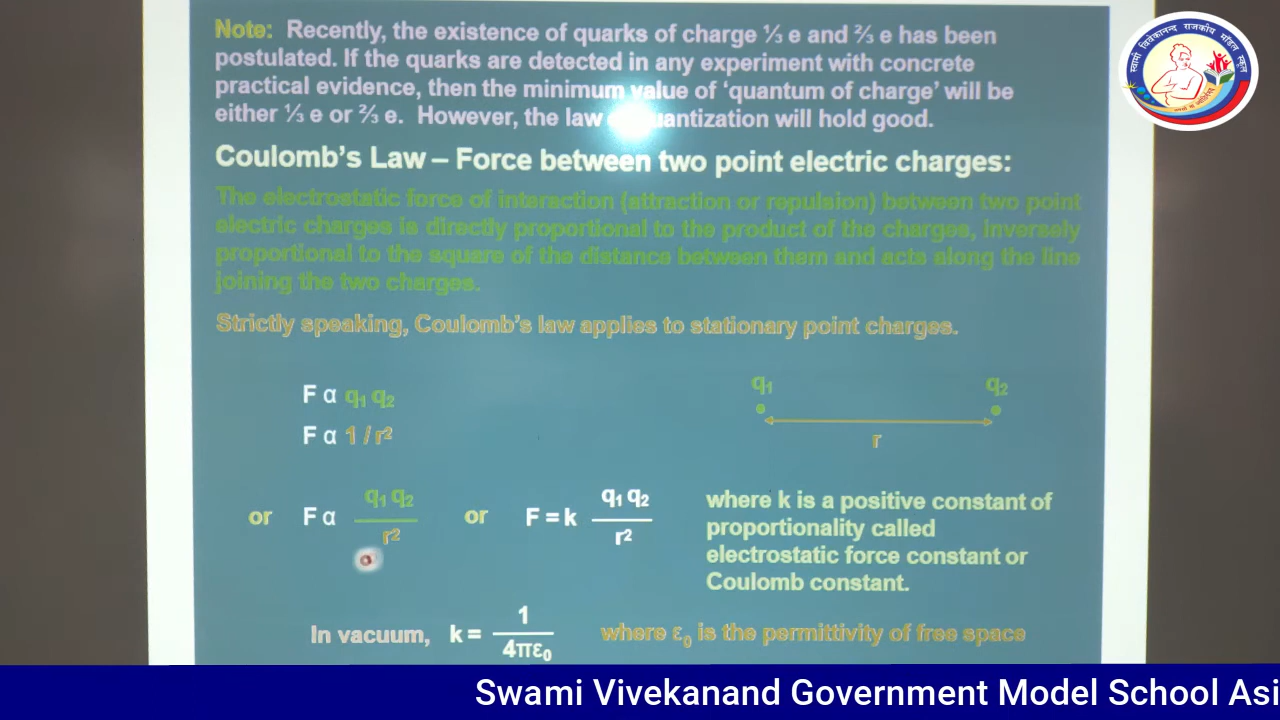 Note: Recently, the existence of quarks of charge ⅓ e and ⅔ e has been
postulated. If the quarks are detected in any experiment with concrete
practical evidence, then the minimum value of ‘quantum of charge’ will be
either ⅓ e or ⅔ e. However, the law uantization will hold good.
Coulomb’s Law – Force between two point electric charges:
The electrostatic force of interaction (attraction or repulsion) between two point
electric charges is directly proportional to the product of the charges, inversely
proportional to the square of the distance between them and acts along the line
joining the two charges.
Strictly speaking, Coulomb’s law applies to stationary point charges.
F α q₁ q₂
F α 1 / r²
q₁ q₂
r
or F α q₁ q₂ / r² or F = k q₁ q₂ / r²
where k is a positive constant of
proportionality called
electrostatic force constant or
Coulomb constant.
In vacuum, k = 1 / 4πε₀ where ε₀ is the permittivity of free space
स्वामी विवेकानन्द राजकीय मॉडल स्कूल
Swami Vivekanand Government Model School Asi